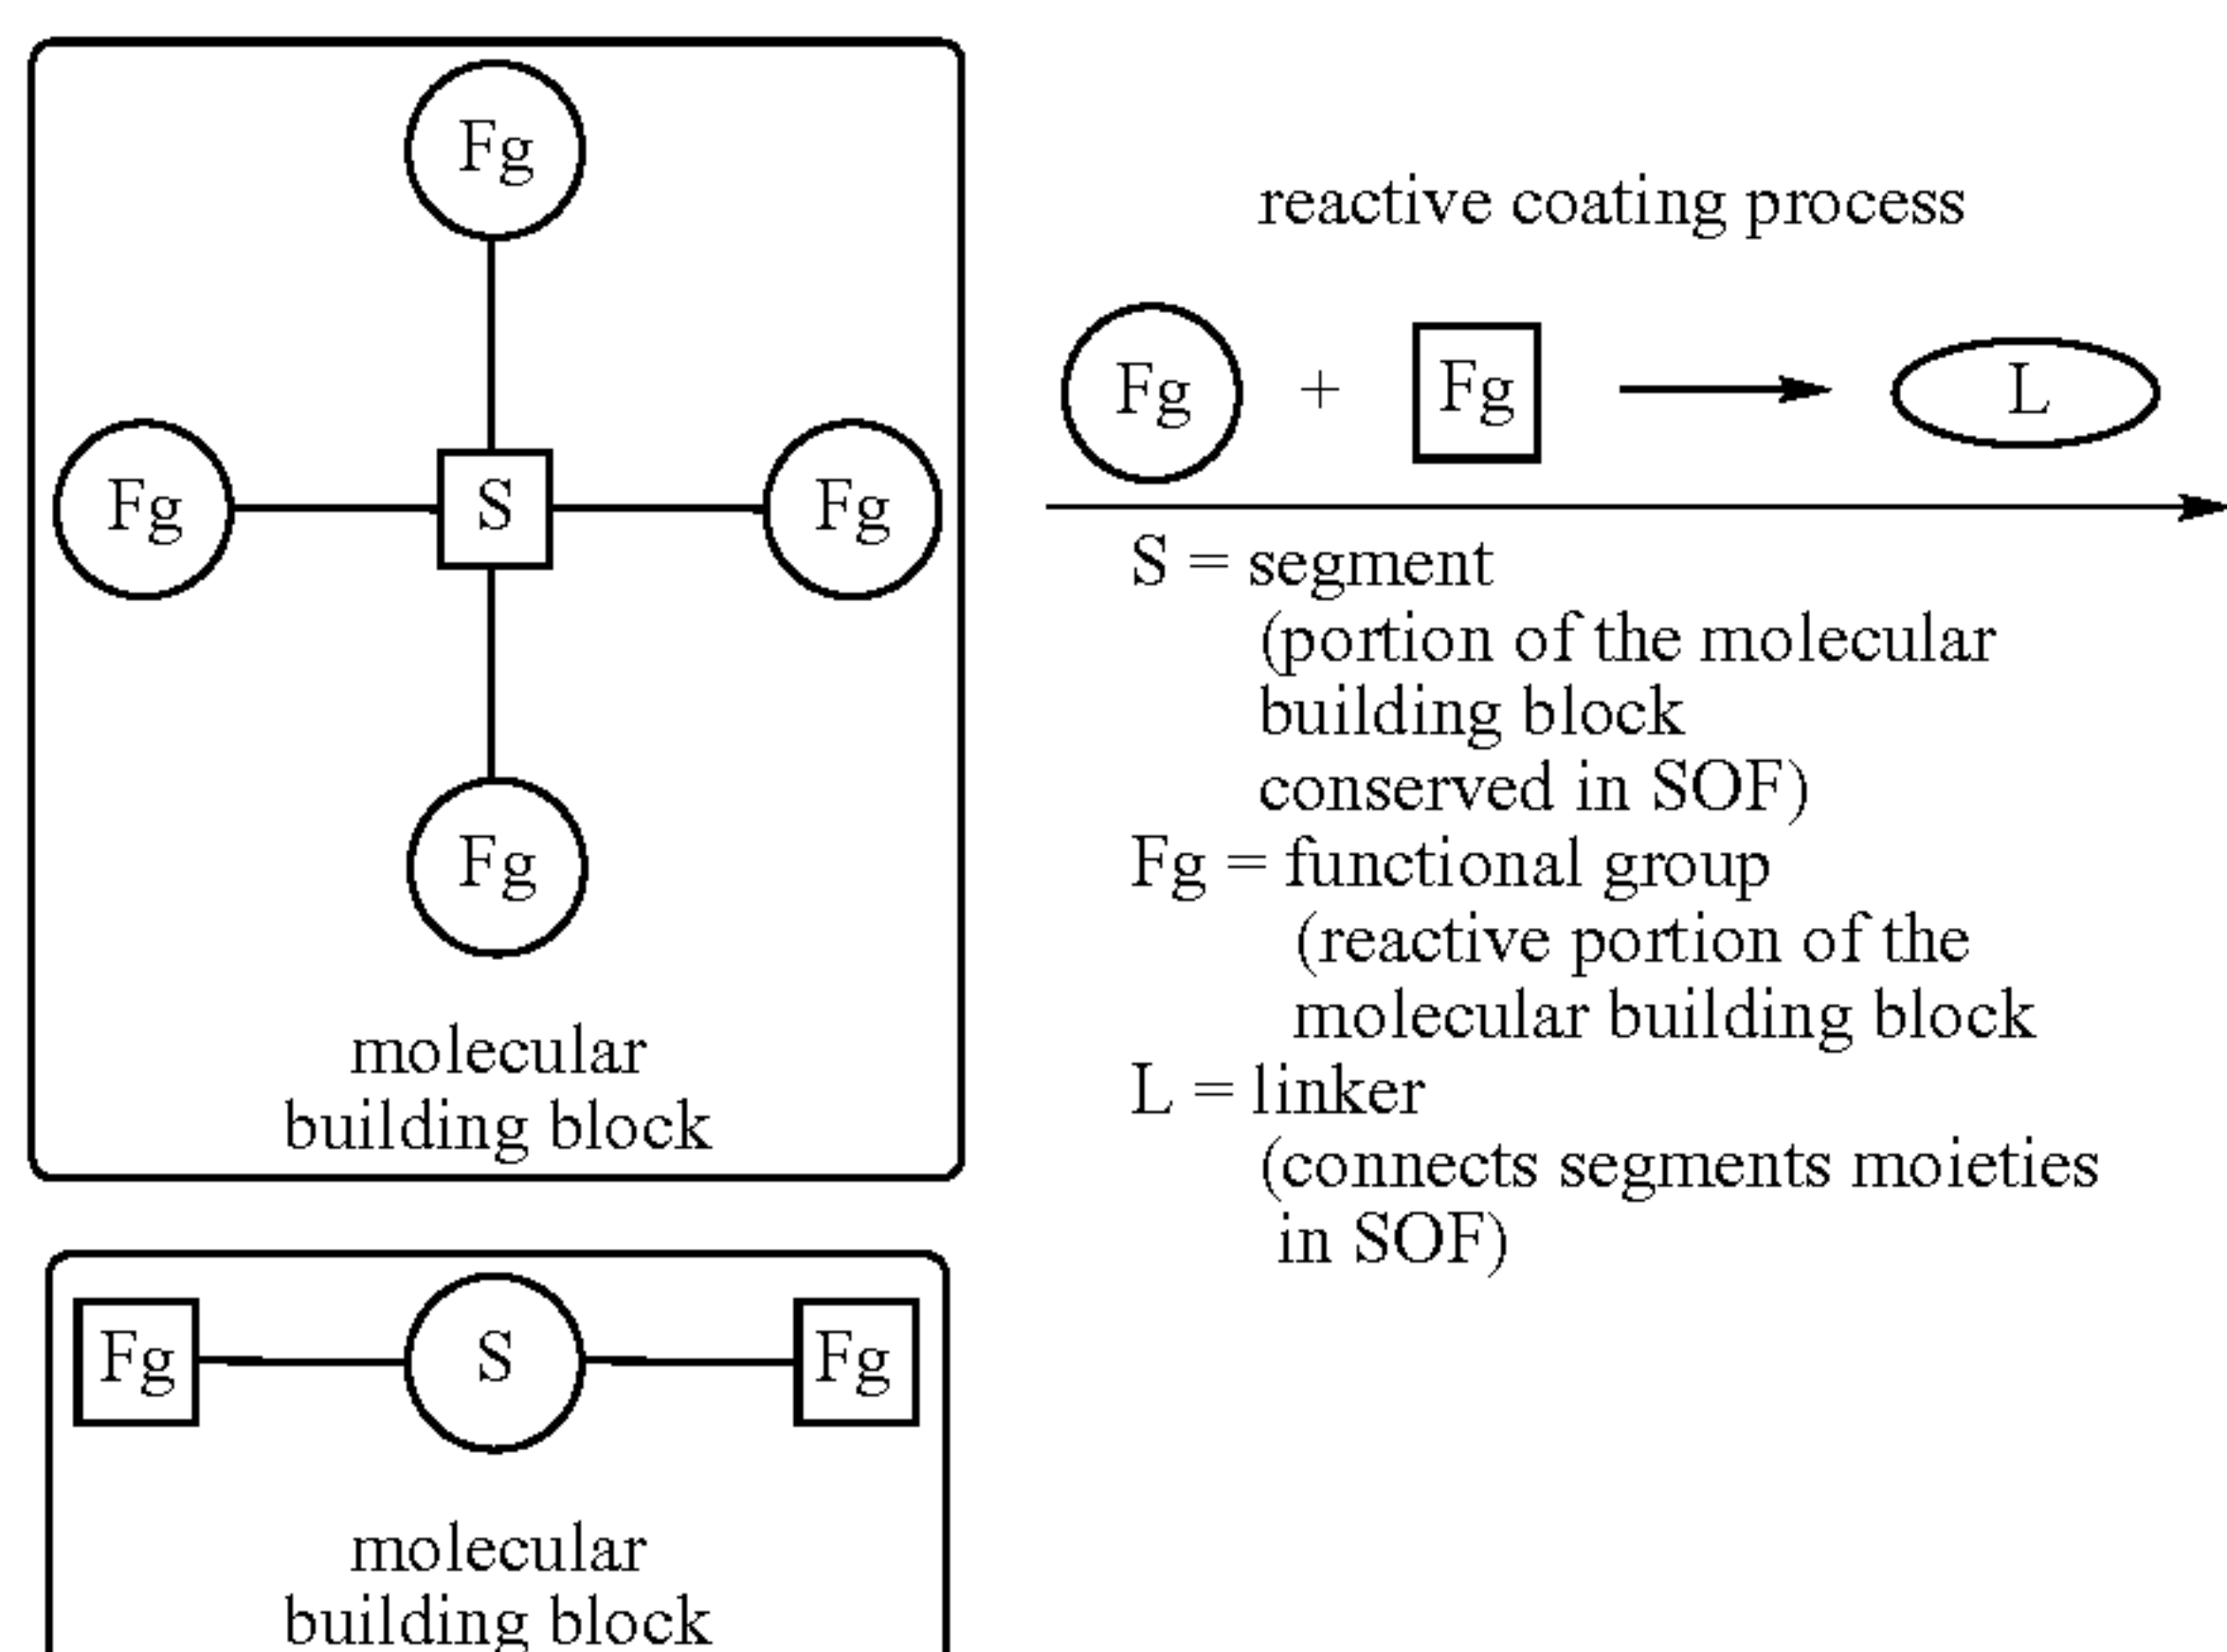 Fg
Fg S Fg
Fg
molecular
building block
Fg S Fg
molecular
building block
reactive coating process
Fg + Fg L
S = segment
(portion of the molecular
building block
conserved in SOF)
Fg = functional group
(reactive portion of the
molecular building block
L = linker
(connects segments moieties
in SOF)